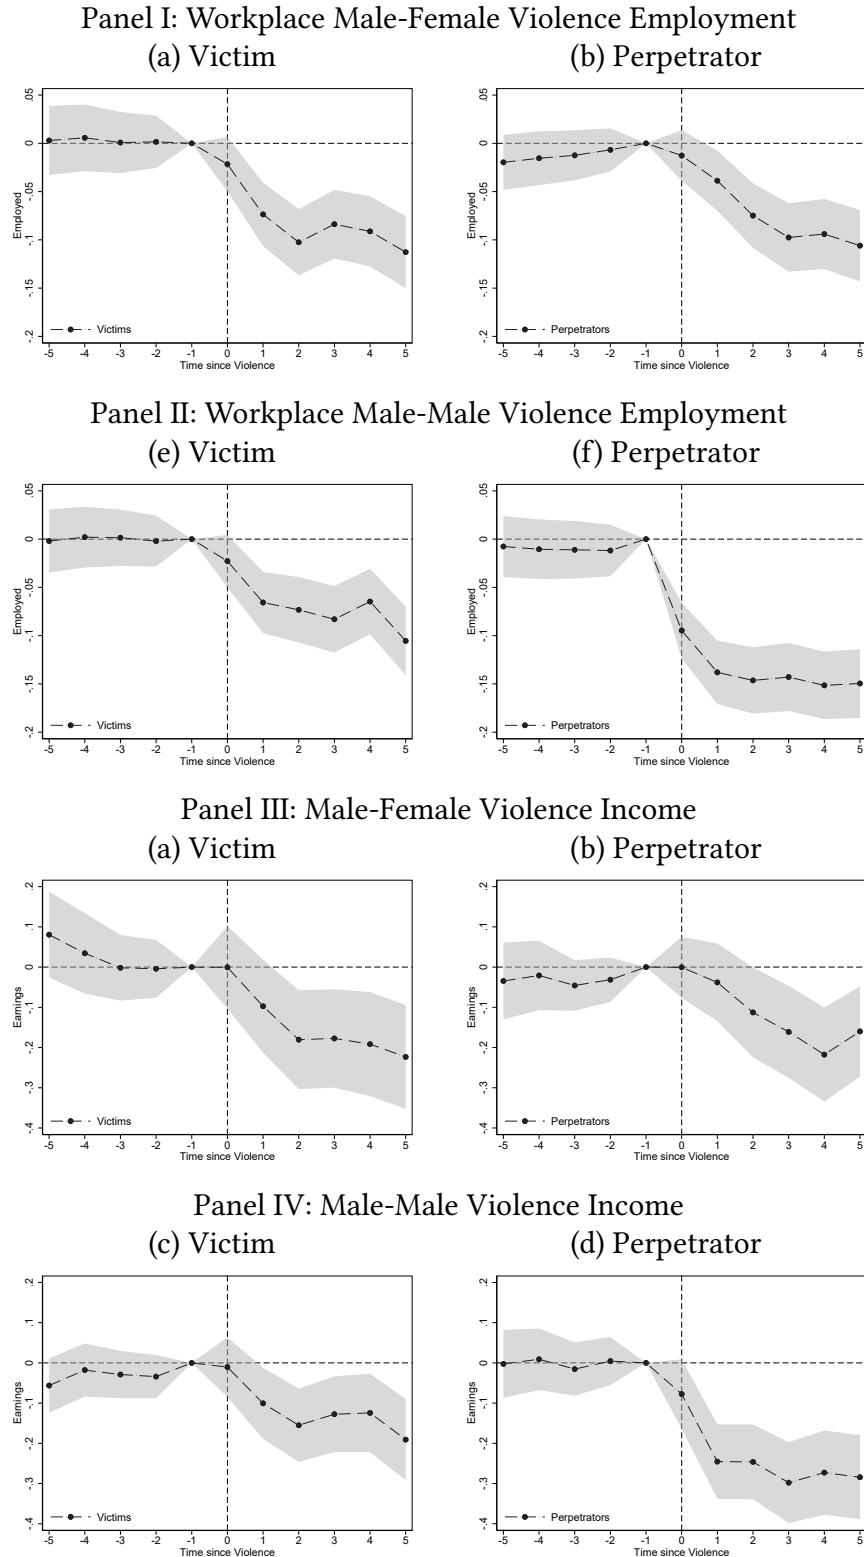 Panel I: Workplace Male-Female Violence Employment
(a) Victim
(b) Perpetrator
.05
0
-.05
-.1
-.15
-.2
Employed
Victims
-5 -4 -3 -2 -1 0 1 2 3 4 5
Time since Violence
.05
0
-.05
-.1
-.15
-.2
Employed
Perpetrators
-5 -4 -3 -2 -1 0 1 2 3 4 5
Time since Violence
Panel II: Workplace Male-Male Violence Employment
(e) Victim
(f) Perpetrator
.05
0
-.05
-.1
-.15
-.2
Employed
Victims
-5 -4 -3 -2 -1 0 1 2 3 4 5
Time since Violence
.05
0
-.05
-.1
-.15
-.2
Employed
Perpetrators
-5 -4 -3 -2 -1 0 1 2 3 4 5
Time since Violence
Panel III: Male-Female Violence Income
(a) Victim
(b) Perpetrator
.2
.1
0
-.1
-.2
-.3
-.4
Earnings
Victims
-5 -4 -3 -2 -1 0 1 2 3 4 5
Time since Violence
.2
.1
0
-.1
-.2
-.3
-.4
Earnings
Perpetrators
-5 -4 -3 -2 -1 0 1 2 3 4 5
Time since Violence
Panel IV: Male-Male Violence Income
(c) Victim
(d) Perpetrator
.2
.1
0
-.1
-.2
-.3
-.4
Earnings
Victims
-5 -4 -3 -2 -1 0 1 2 3 4 5
Time since Violence
.2
.1
0
-.1
-.2
-.3
-.4
Earnings
Perpetrators
-5 -4 -3 -2 -1 0 1 2 3 4 5
Time since Violence